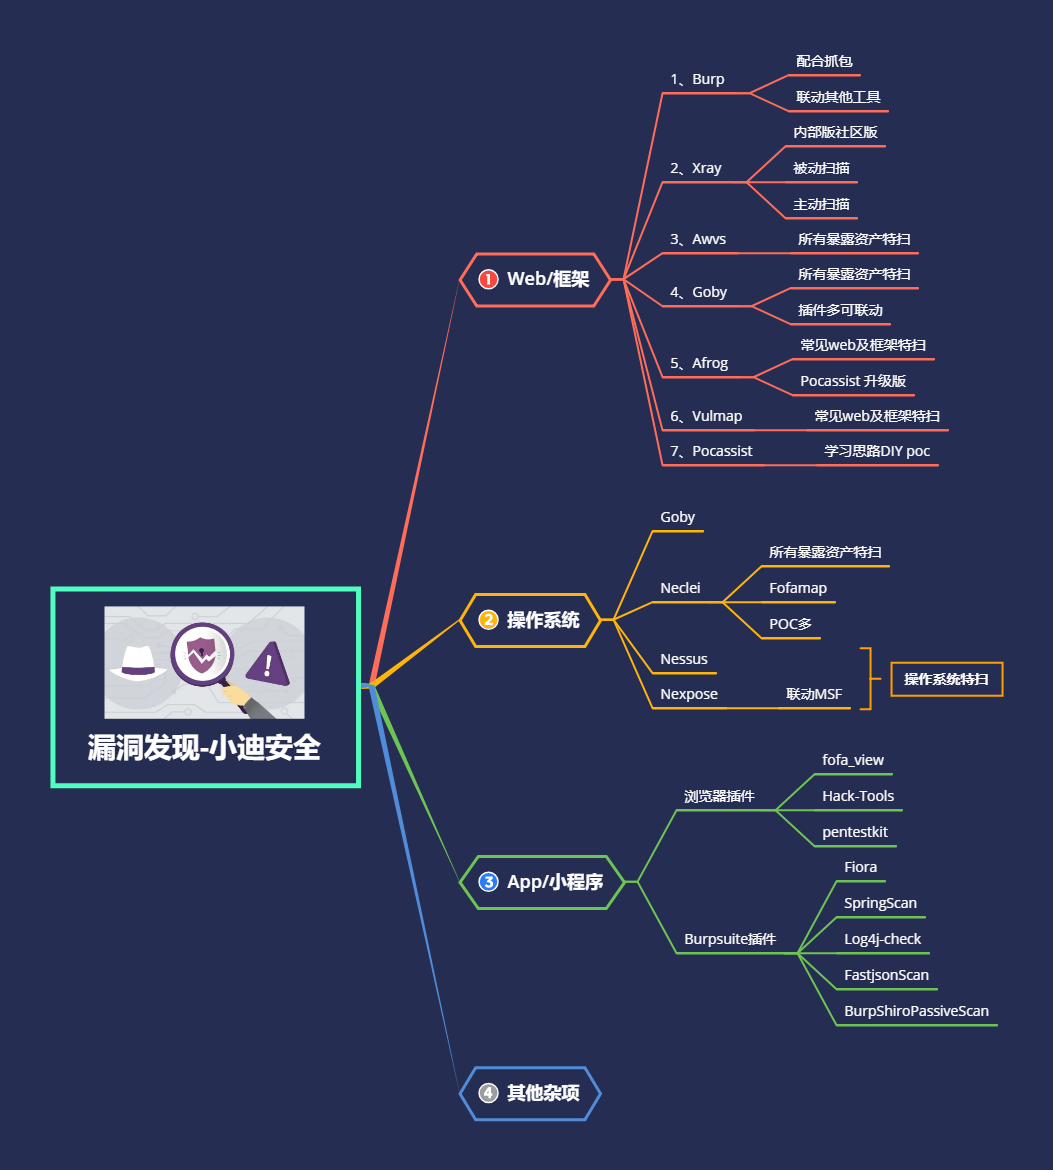 漏洞发现-小迪安全
1 Web/框架
1、Burp
配合抓包
联动其他工具
2、Xray
内部版社区版
被动扫描
主动扫描
3、Awvs
所有暴露资产特扫
4、Goby
所有暴露资产特扫
插件多可联动
5、Afrog
常见web及框架特扫
Pocassist 升级版
6、Vulmap
常见web及框架特扫
7、Pocassist
学习思路DIY poc
2 操作系统
Goby
Neclei
所有暴露资产特扫
Fofamap
POC多
Nessus
Nexpose
联动MSF
操作系统特扫
3 App/小程序
浏览器插件
fofa_view
Hack-Tools
pentestkit
Burpsuite插件
Fiora
SpringScan
Log4j-check
FastjsonScan
BurpShiroPassiveScan
4 其他杂项